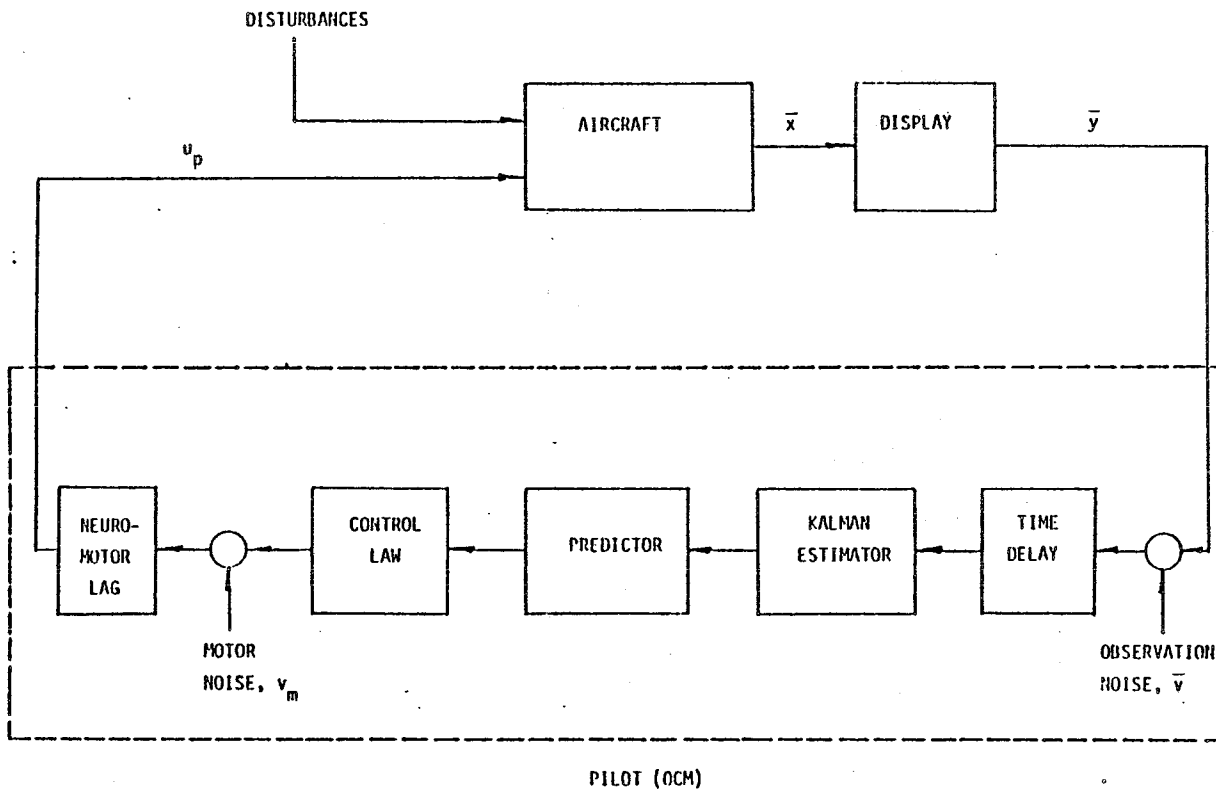 DISTURBANCES
AIRCRAFT
x̄
DISPLAY
ȳ
u_p
NEURO-
MOTOR
LAG
CONTROL
LAW
PREDICTOR
KALMAN
ESTIMATOR
TIME
DELAY
MOTOR
NOISE, v_m
OBSERVATION
NOISE, v̄
PILOT (OCM)